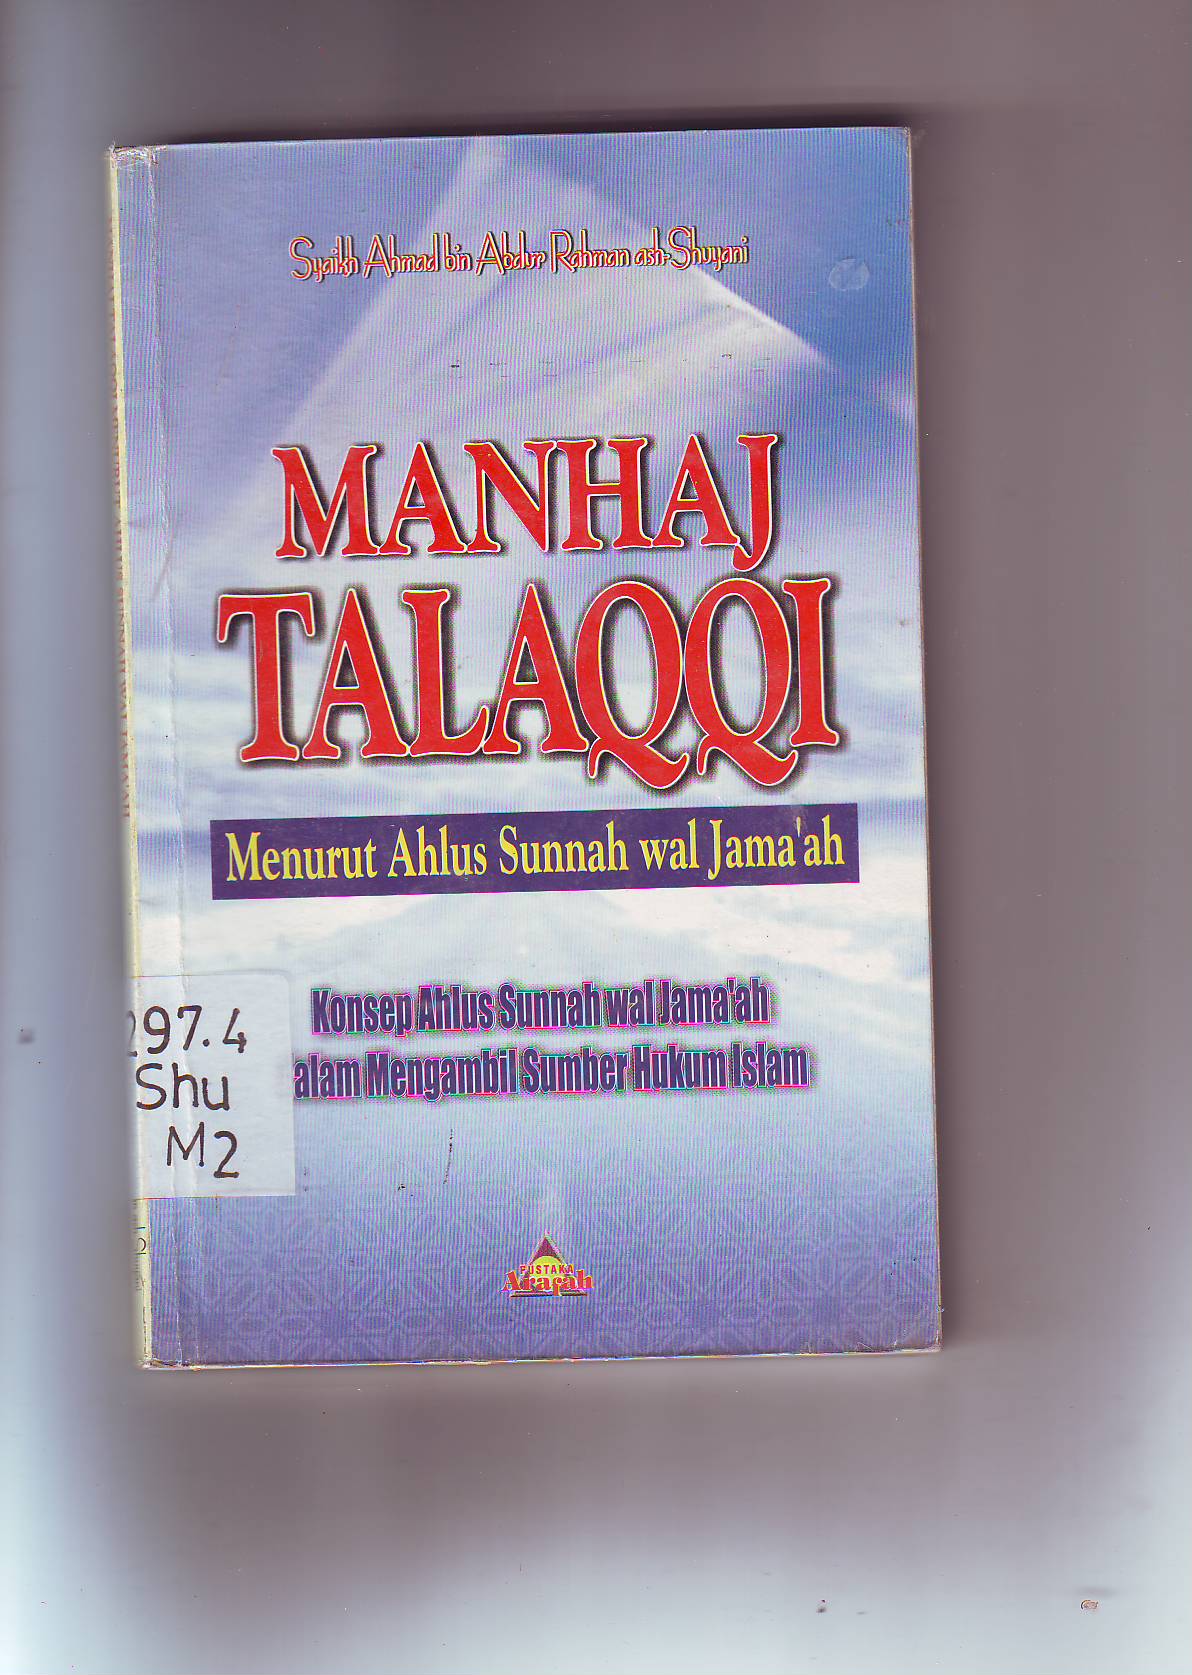 Syaikh Ahmad bin Abdur Rahman ash-Shuyani
MANHAJ
TALAQQI
Menurut Ahlus Sunnah wal Jama'ah
Konsep Ahlus Sunnah wal Jama'ah
alam Mengambil Sumber Hukum Islam
297.4
Shu
M2
PUSTAKA
Arafah